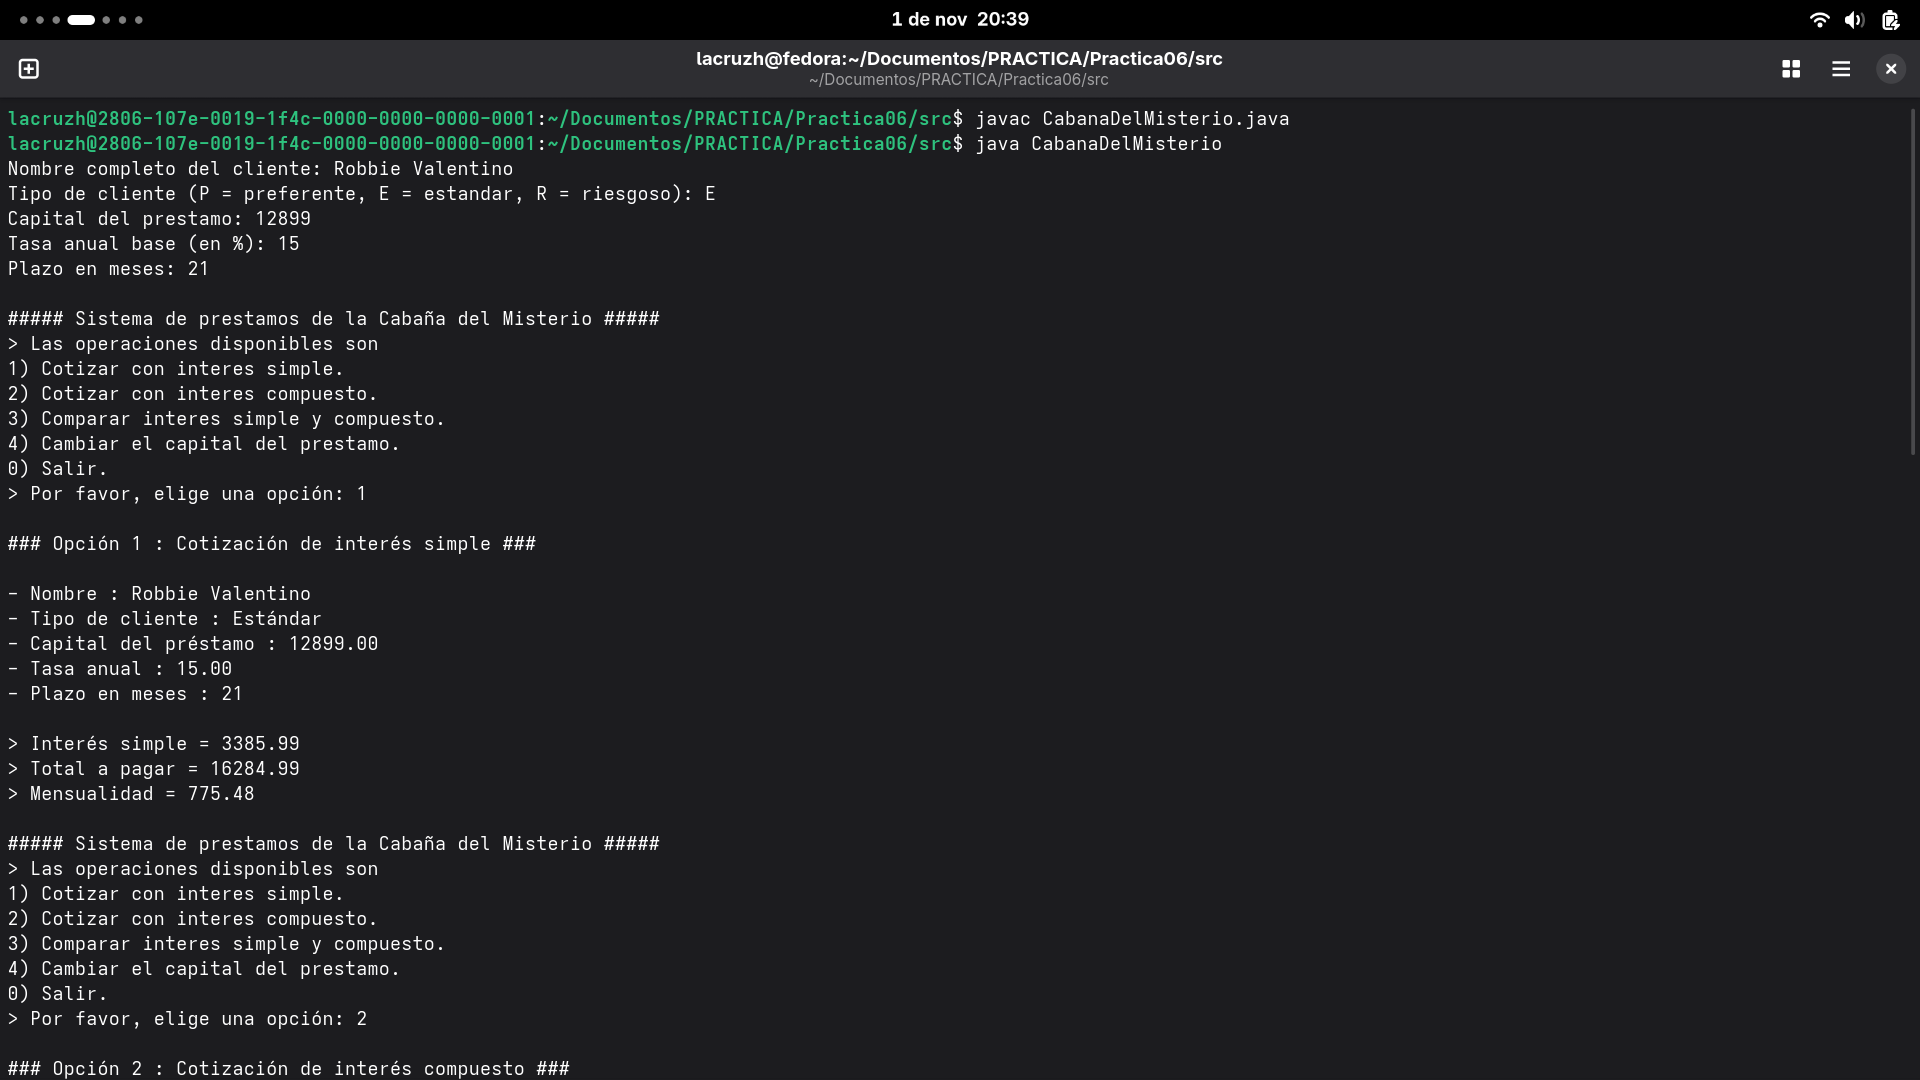 1 de nov 20:39
lacruzh@fedora:~/Documentos/PRACTICA/Practica06/src
~/Documentos/PRACTICA/Practica06/src
lacruzh@2806-107e-0019-1f4c-0000-0000-0000-0001:~/Documentos/PRACTICA/Practica06/src$ javac CabanaDelMisterio.java
lacruzh@2806-107e-0019-1f4c-0000-0000-0000-0001:~/Documentos/PRACTICA/Practica06/src$ java CabanaDelMisterio
Nombre completo del cliente: Robbie Valentino
Tipo de cliente (P = preferente, E = estandar, R = riesgoso): E
Capital del prestamo: 12899
Tasa anual base (en %): 15
Plazo en meses: 21
##### Sistema de prestamos de la Cabaña del Misterio #####
> Las operaciones disponibles son
1) Cotizar con interes simple.
2) Cotizar con interes compuesto.
3) Comparar interes simple y compuesto.
4) Cambiar el capital del prestamo.
0) Salir.
> Por favor, elige una opción: 1
### Opción 1 : Cotización de interés simple ###
- Nombre : Robbie Valentino
- Tipo de cliente : Estándar
- Capital del préstamo : 12899.00
- Tasa anual : 15.00
- Plazo en meses : 21
> Interés simple = 3385.99
> Total a pagar = 16284.99
> Mensualidad = 775.48
##### Sistema de prestamos de la Cabaña del Misterio #####
> Las operaciones disponibles son
1) Cotizar con interes simple.
2) Cotizar con interes compuesto.
3) Comparar interes simple y compuesto.
4) Cambiar el capital del prestamo.
0) Salir.
> Por favor, elige una opción: 2
### Opción 2 : Cotización de interés compuesto ###